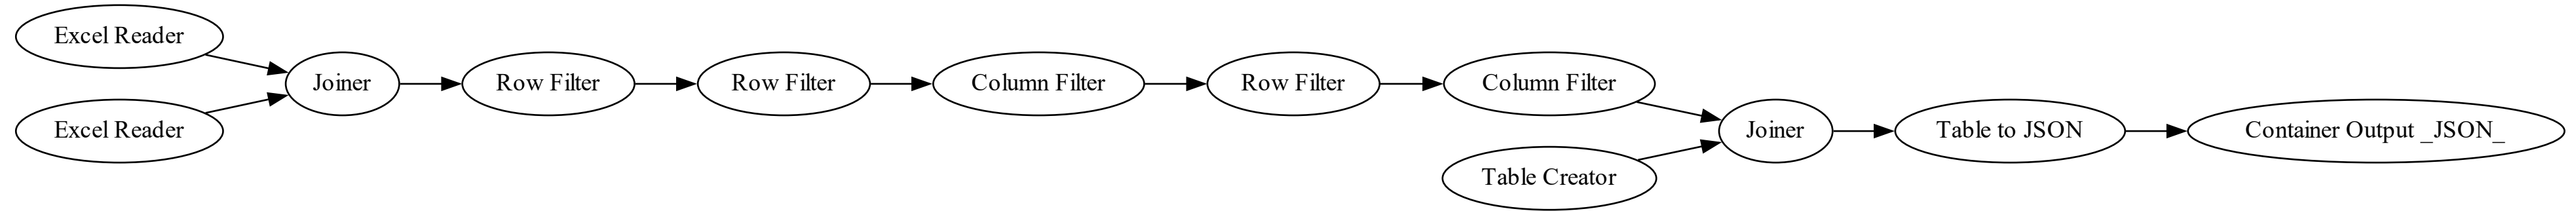 Excel Reader
Excel Reader
Joiner
Row Filter
Row Filter
Column Filter
Row Filter
Column Filter
Table Creator
Joiner
Table to JSON
Container Output _JSON_